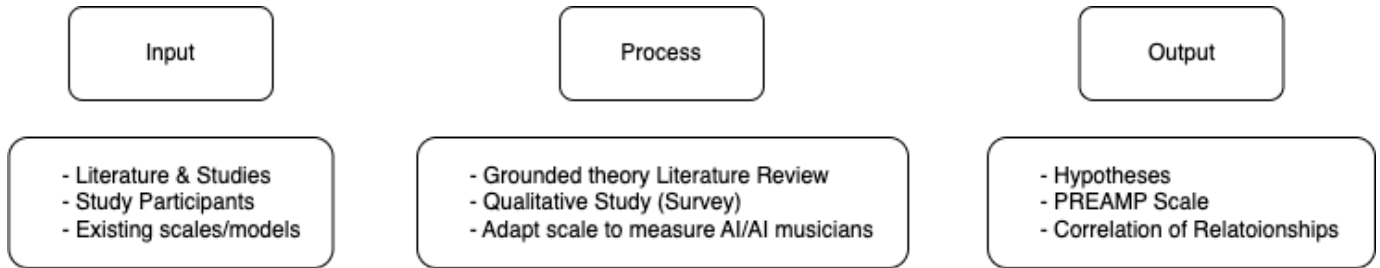 Input
Process
Output
- Literature & Studies
- Study Participants
- Existing scales/models
- Grounded theory Literature Review
- Qualitative Study (Survey)
- Adapt scale to measure AI/AI musicians
- Hypotheses
- PREAMP Scale
- Correlation of Relatoionships